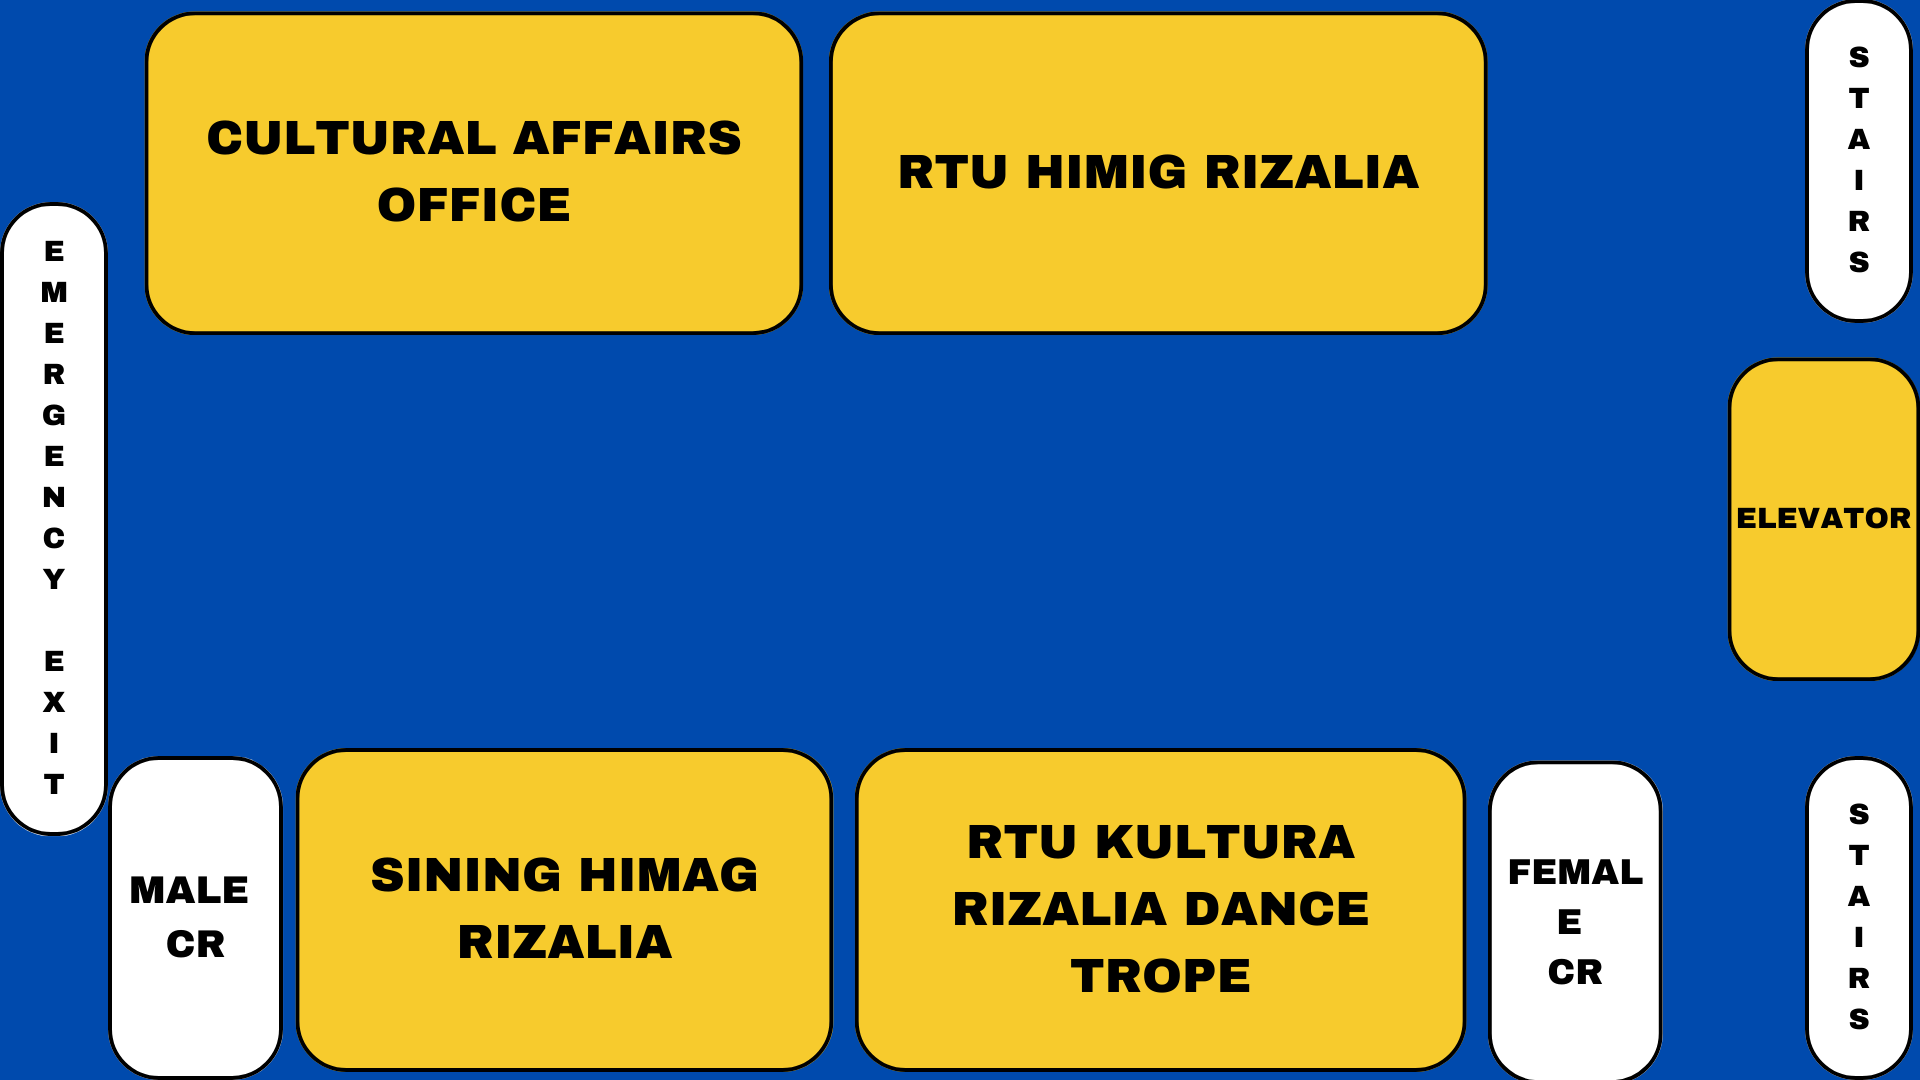 CULTURAL AFFAIRS
OFFICE
RTU HIMIG RIZALIA
S
T
A
I
R
S
E
M
E
R
G
E
N
C
Y
E
X
I
T
ELEVATOR
MALE
CR
SINING HIMAG
RIZALIA
RTU KULTURA
RIZALIA DANCE
TROPE
FEMAL
E
CR
S
T
A
I
R
S